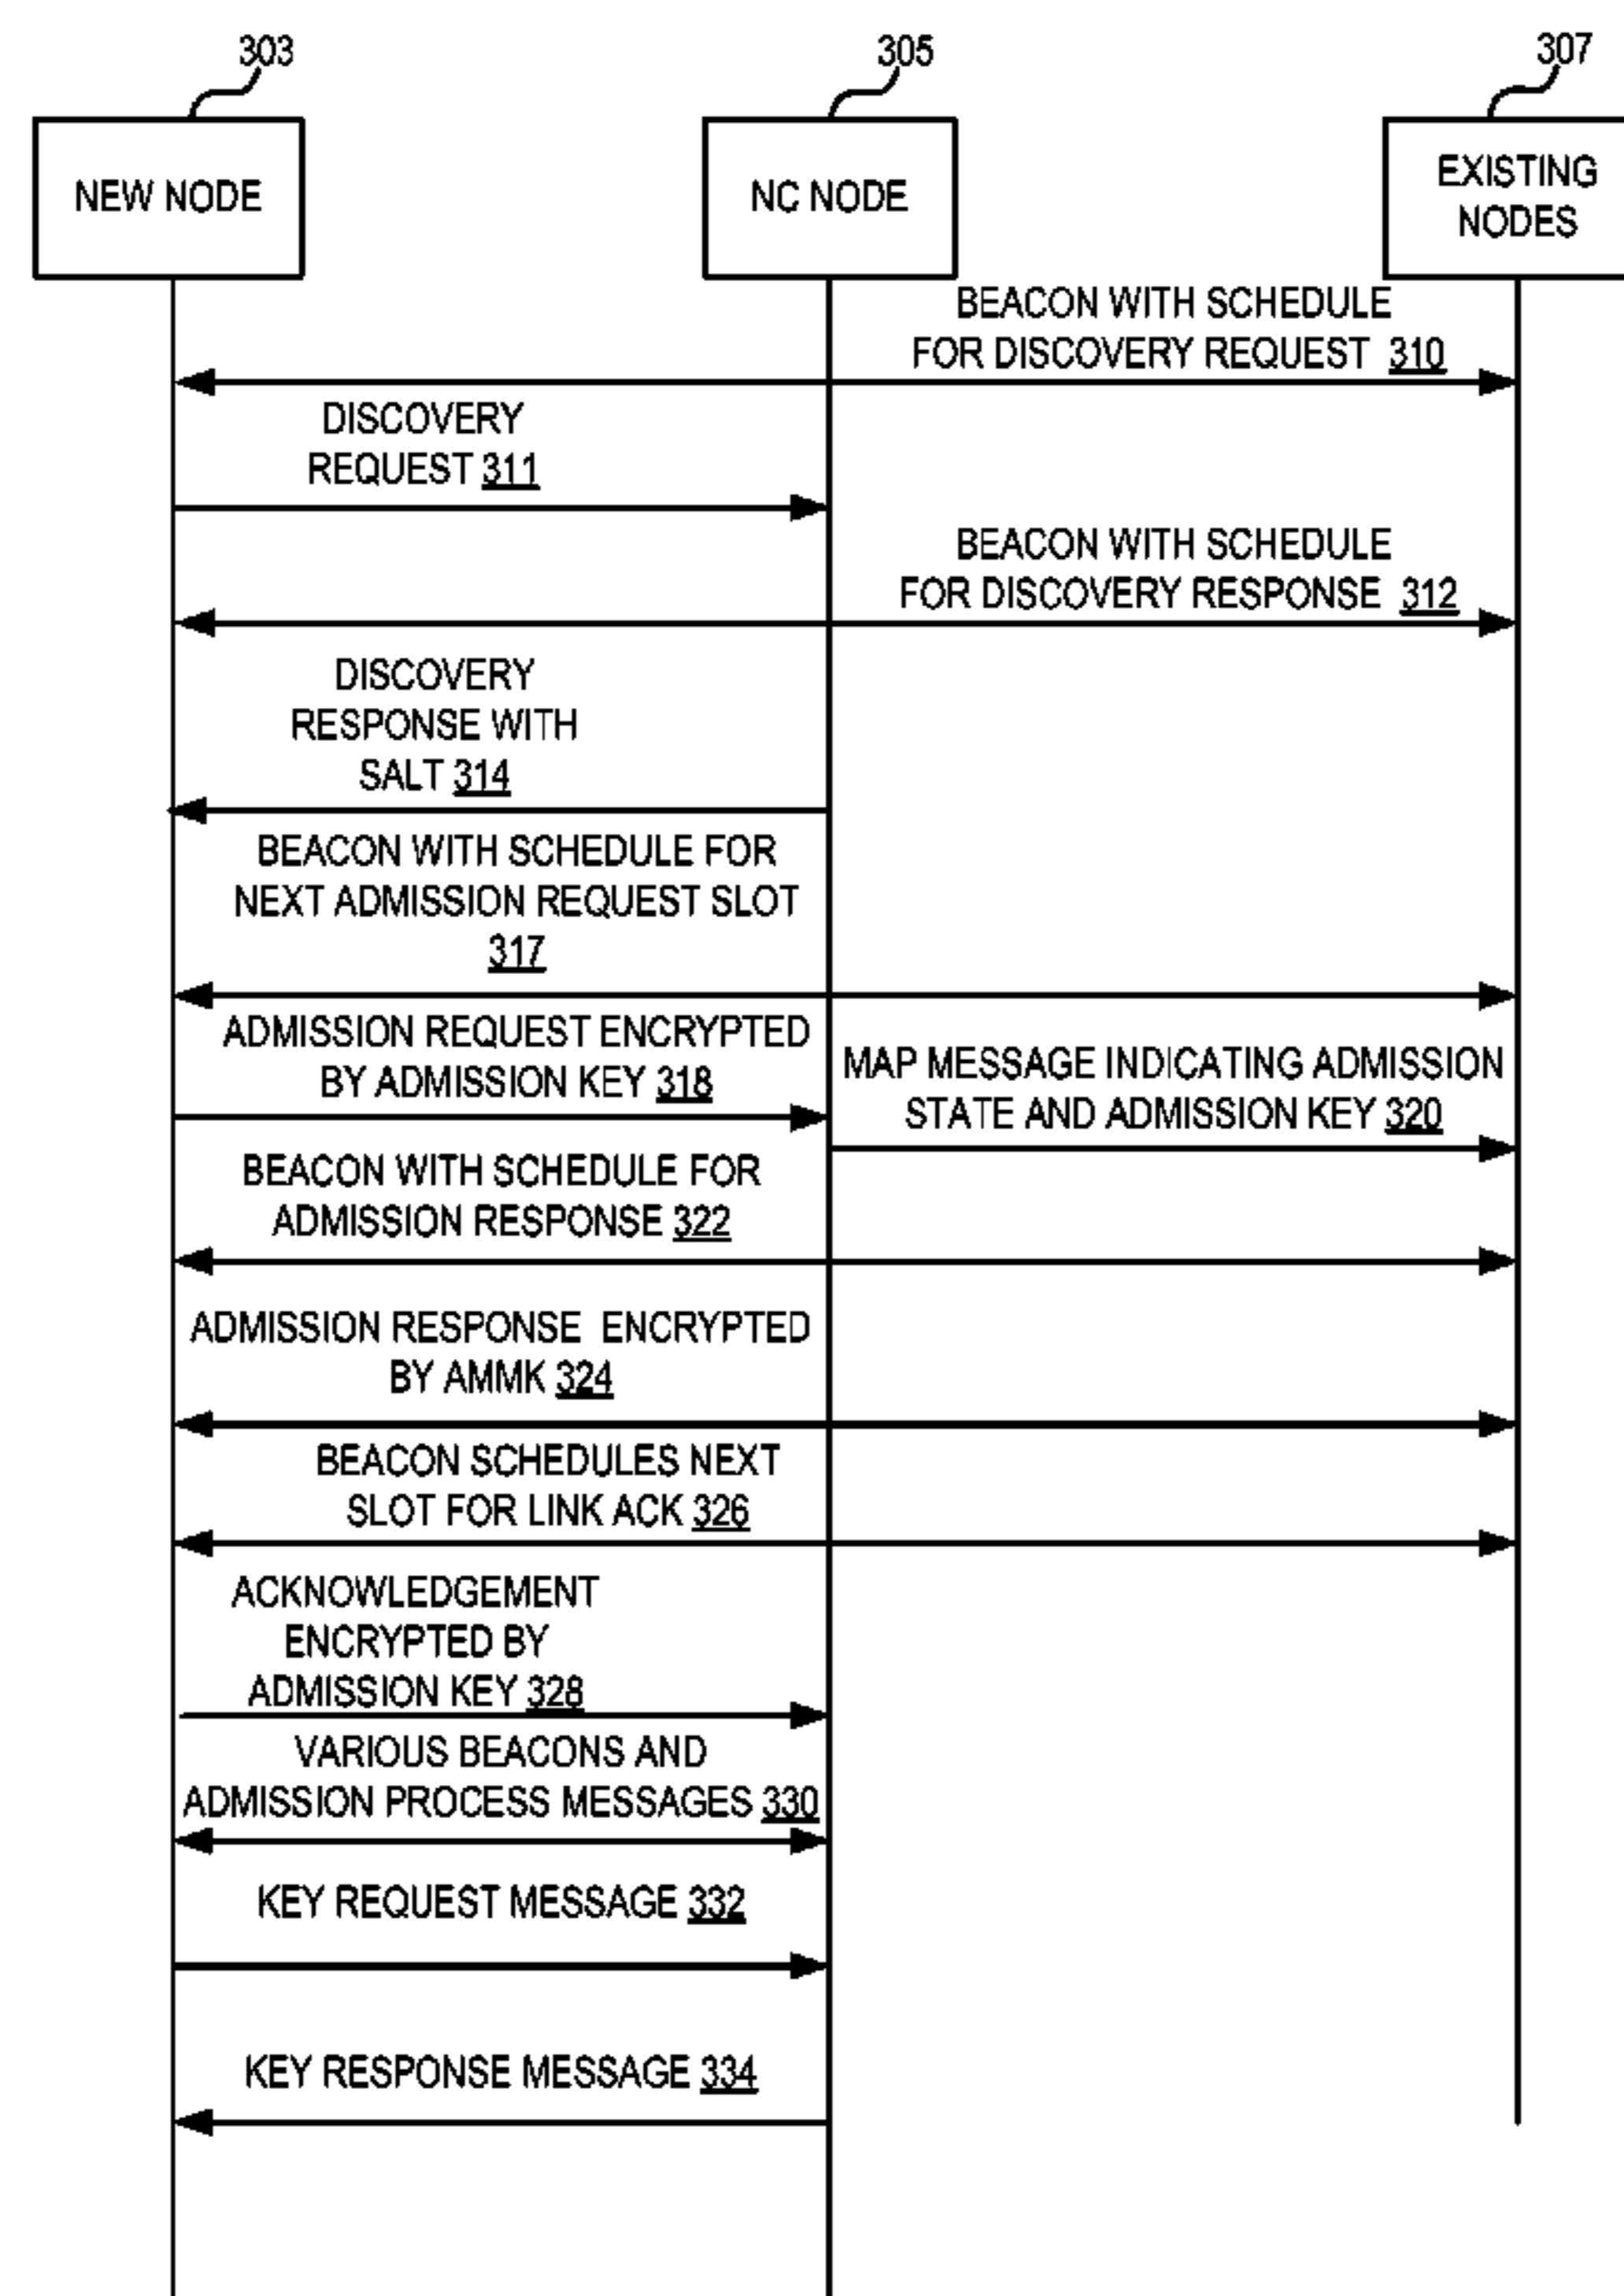 303
305
307
NEW NODE
NC NODE
EXISTING
NODES
BEACON WITH SCHEDULE
FOR DISCOVERY REQUEST 310
DISCOVERY
REQUEST 311
BEACON WITH SCHEDULE
FOR DISCOVERY RESPONSE 312
DISCOVERY
RESPONSE WITH
SALT 314
BEACON WITH SCHEDULE FOR
NEXT ADMISSION REQUEST SLOT
317
ADMISSION REQUEST ENCRYPTED
BY ADMISSION KEY 318
MAP MESSAGE INDICATING ADMISSION
STATE AND ADMISSION KEY 320
BEACON WITH SCHEDULE FOR
ADMISSION RESPONSE 322
ADMISSION RESPONSE ENCRYPTED
BY AMMK 324
BEACON SCHEDULES NEXT
SLOT FOR LINK ACK 326
ACKNOWLEDGEMENT
ENCRYPTED BY
ADMISSION KEY 328
VARIOUS BEACONS AND
ADMISSION PROCESS MESSAGES 330
KEY REQUEST MESSAGE 332
KEY RESPONSE MESSAGE 334